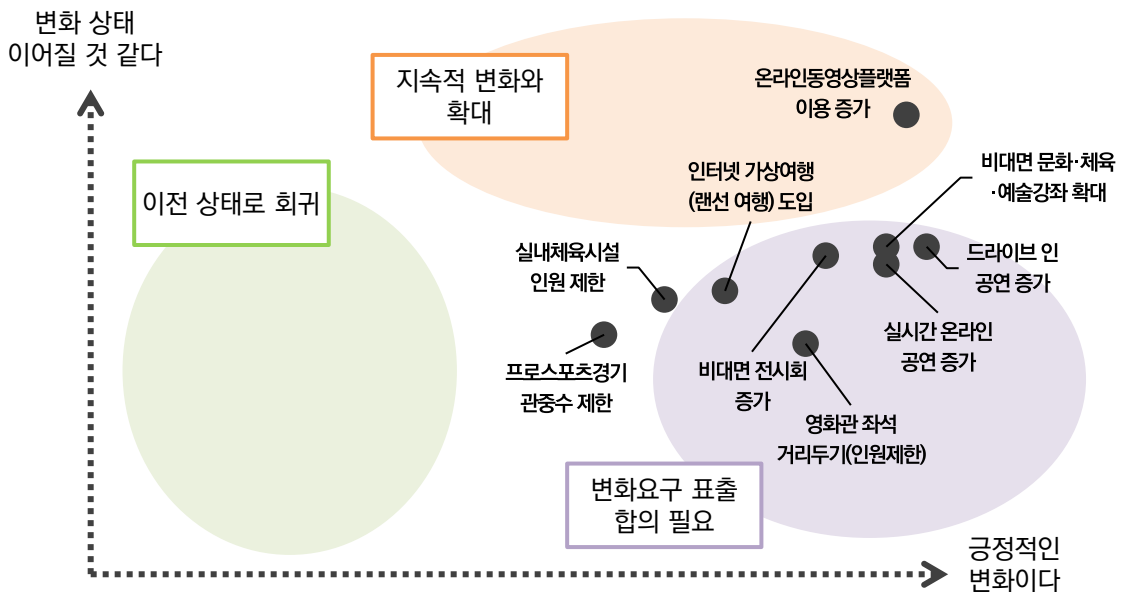 변화 상태
이어질 것 같다
지속적 변화와
확대
온라인동영상플랫폼
이용 증가
이전 상태로 회귀
인터넷 가상여행
(랜선 여행) 도입
비대면 문화·체육
·예술강좌 확대
실내체육시설
인원 제한
드라이브 인
공연 증가
실시간 온라인
공연 증가
프로스포츠경기
관중수 제한
비대면 전시회
증가
영화관 좌석
거리두기(인원제한)
변화요구 표출
합의 필요
긍정적인
변화이다